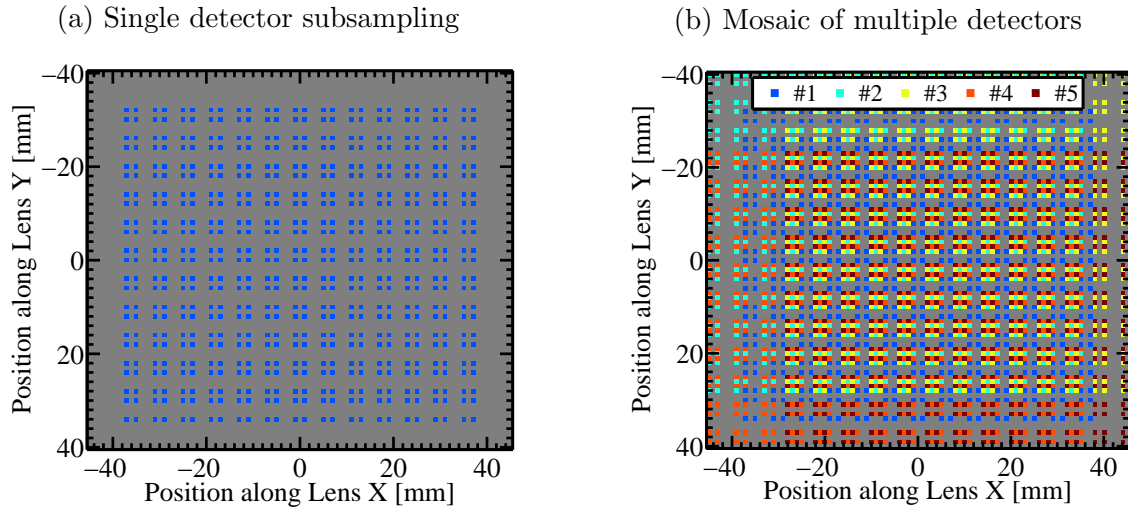 (a) Single detector subsampling
(b) Mosaic of multiple detectors
−40
−20
0
20
40
−40
−20
0
20
40
Position along Lens Y [mm]
Position along Lens X [mm]
−40
−20
0
20
40
−40
−20
0
20
40
Position along Lens Y [mm]
Position along Lens X [mm]
#1 #2 #3 #4 #5